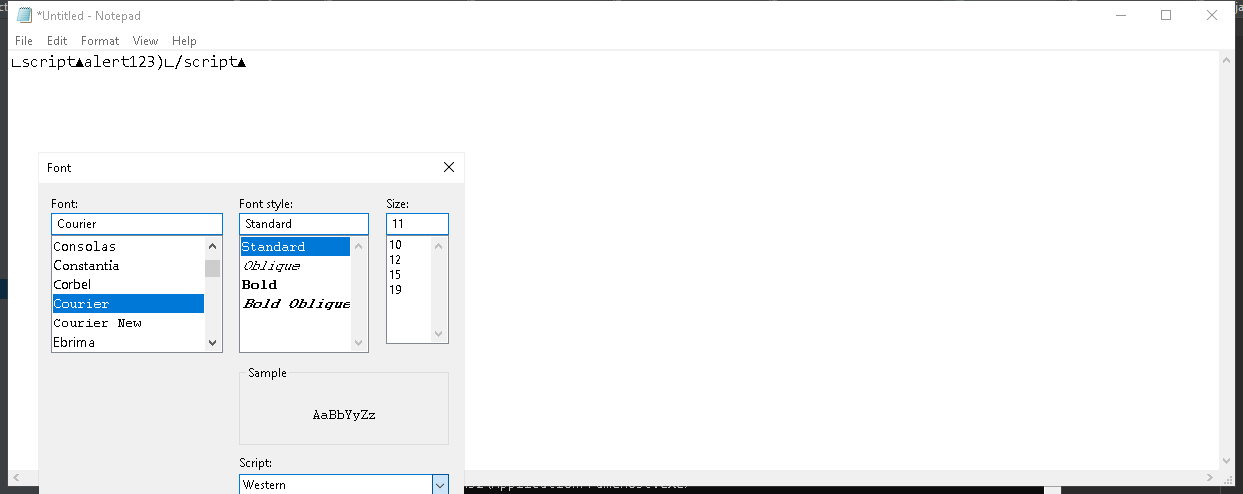 *Untitled - Notepad
File Edit Format View Help
∟script▲alert123)∟/script▲
Font
Font: Font style: Size:
Courier Standard 11
Consolas
Constantia
Corbel
Courier
Courier New
Ebrima
Standard
Oblique
Bold
Bold Oblique
10
12
15
19
Sample
AaBbYyZz
Script:
Western